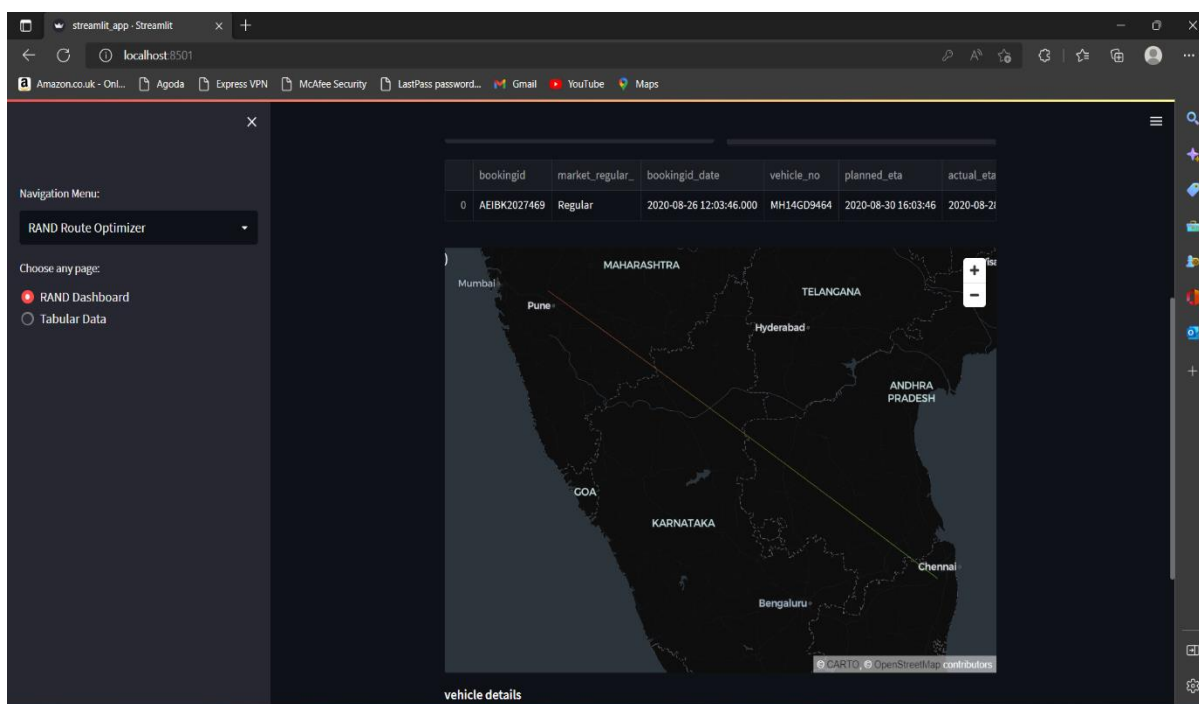 streamlit_app · Streamlit
localhost:8501
Amazon.co.uk - Onl... Agoda Express VPN McAfee Security LastPass password... Gmail YouTube Maps
Navigation Menu:
RAND Route Optimizer
Choose any page:
RAND Dashboard
Tabular Data
bookingid market_regular_ bookingid_date vehicle_no planned_eta actual_eta
0 AEIBK2027469 Regular 2020-08-26 12:03:46.000 MH14GD9464 2020-08-30 16:03:46 2020-08-28
MAHARASHTRA
Mumbai
TELANGANA
Pune
Hyderabad
ANDHRA
PRADESH
GOA
KARNATAKA
Chennai
Bengaluru
© CARTO, © OpenStreetMap contributors
vehicle details